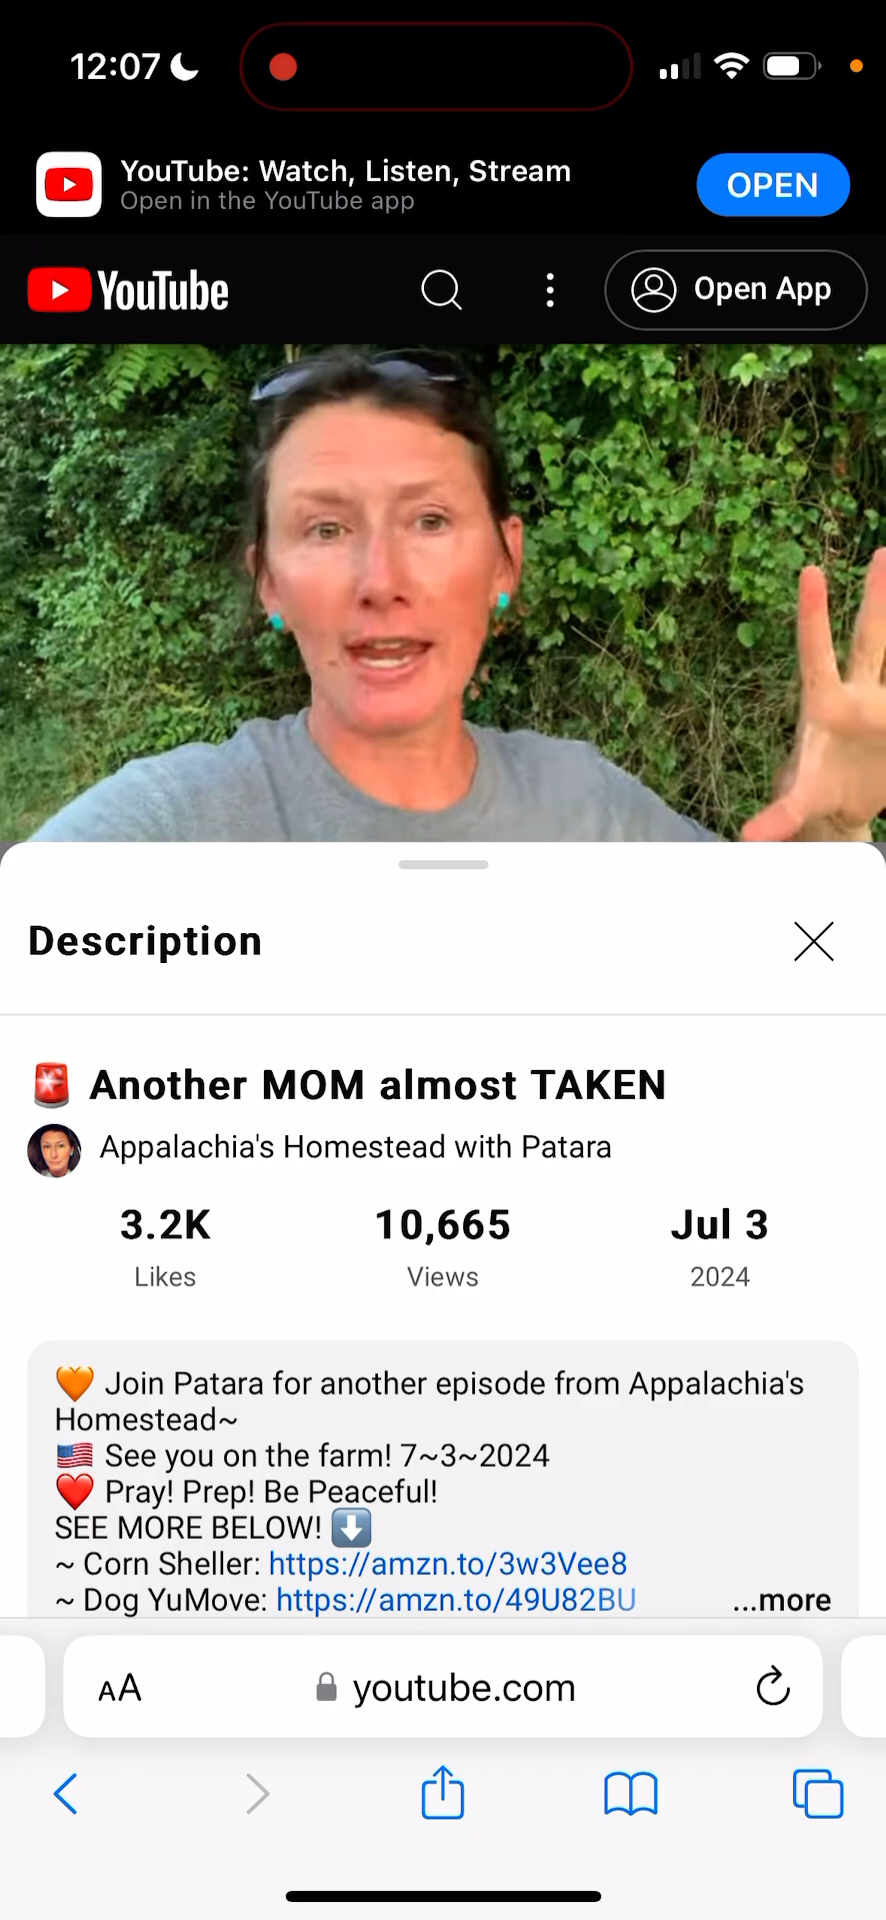 12:07
YouTube: Watch, Listen, Stream
Open in the YouTube app
OPEN
YouTube
Open App
Description
🚨 Another MOM almost TAKEN
Appalachia's Homestead with Patara
3.2K 10,665 Jul 3
Likes Views 2024
🧡 Join Patara for another episode from Appalachia's
Homestead~
🇺🇸 See you on the farm! 7~3~2024
❤️ Pray! Prep! Be Peaceful!
SEE MORE BELOW! ⬇️
~ Corn Sheller: https://amzn.to/3w3Vee8
~ Dog YuMove: https://amzn.to/49U82BU ...more
AA youtube.com